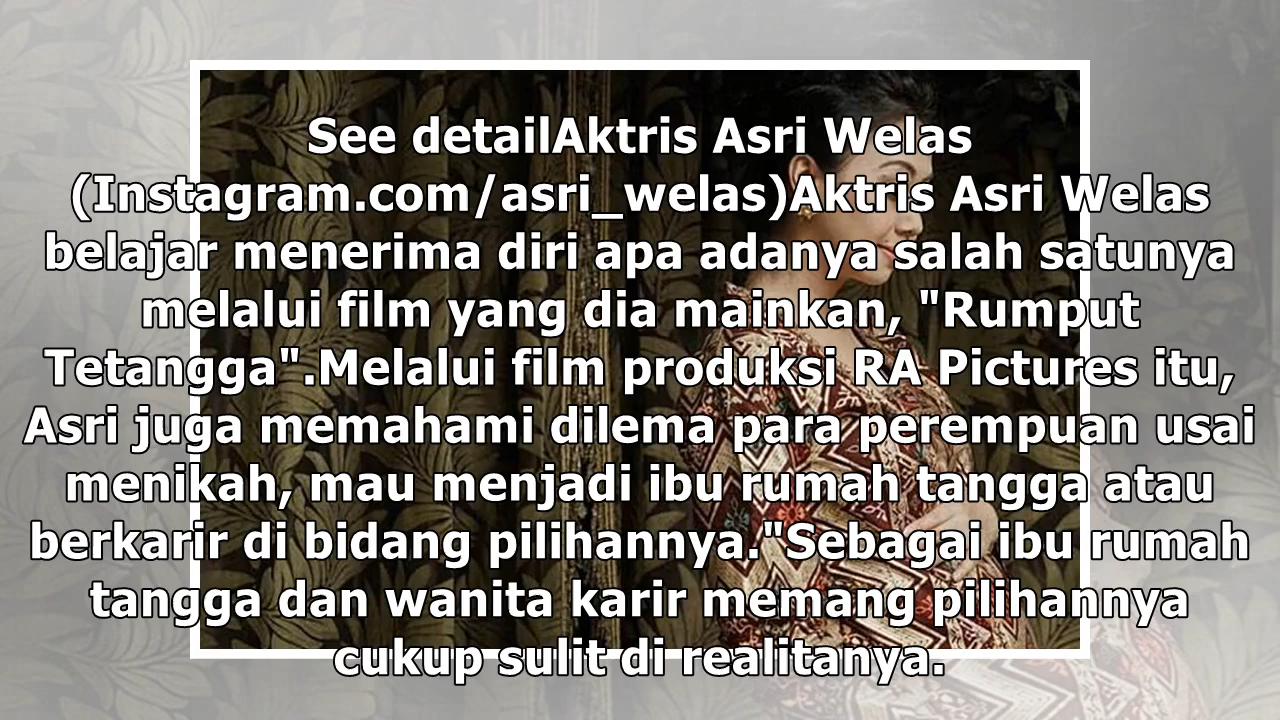 See detailAktris Asri Welas
(Instagram.com/asri_welas)Aktris Asri Welas
belajar menerima diri apa adanya salah satunya
melalui film yang dia mainkan, "Rumput
Tetangga".Melalui film produksi RA Pictures itu,
Asri juga memahami dilema para perempuan usai
menikah, mau menjadi ibu rumah tangga atau
berkarir di bidang pilihannya."Sebagai ibu rumah
tangga dan wanita karir memang pilihannya
cukup sulit di realitanya.